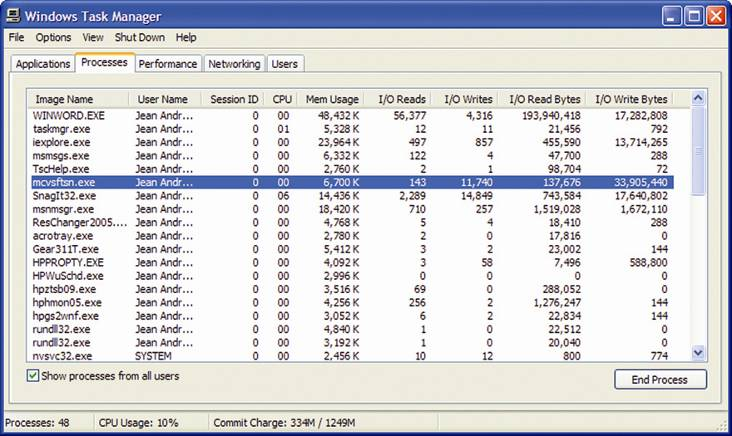 Windows Task Manager
File Options View Shut Down Help
Applications Processes Performance Networking Users
Image Name User Name Session ID CPU Mem Usage I/O Reads I/O Writes I/O Read Bytes I/O Write Bytes
WINWORD.EXE Jean Andr... 0 00 48,432 K 56,377 4,316 193,940,418 17,282,808
taskmgr.exe Jean Andr... 0 01 5,328 K 12 11 21,456 792
iexplore.exe Jean Andr... 0 00 23,964 K 497 857 455,590 13,714,265
msmsgs.exe Jean Andr... 0 00 6,332 K 122 4 47,700 288
TscHelp.exe Jean Andr... 0 00 2,760 K 2 1 98,704 72
mcvsftsn.exe Jean Andr... 0 00 6,700 K 143 11,740 137,676 33,905,440
SnagIt32.exe Jean Andr... 0 06 14,436 K 2,289 14,849 743,584 17,640,802
msnmsgr.exe Jean Andr... 0 00 18,420 K 710 257 1,519,028 1,672,110
ResChanger2005.... Jean Andr... 0 00 4,768 K 5 4 18,410 288
acrotray.exe Jean Andr... 0 00 2,780 K 2 0 17,816 0
Gear311T.exe Jean Andr... 0 00 5,412 K 3 2 23,002 144
HPPROPTY.EXE Jean Andr... 0 00 4,092 K 3 58 7,496 588,800
HPWuSchd.exe Jean Andr... 0 00 2,996 K 0 0 0 0
hpztsb09.exe Jean Andr... 0 00 3,516 K 69 0 288,052 0
hphmon05.exe Jean Andr... 0 00 4,256 K 256 2 1,276,247 144
hpgs2wnf.exe Jean Andr... 0 00 3,052 K 6 2 22,834 144
rundll32.exe Jean Andr... 0 00 4,840 K 1 0 22,512 0
rundll32.exe Jean Andr... 0 00 3,192 K 1 0 20,040 0
nvsvc32.exe SYSTEM 0 00 2,456 K 10 12 800 774
Show processes from all users
End Process
Processes: 48 CPU Usage: 10% Commit Charge: 334M / 1249M